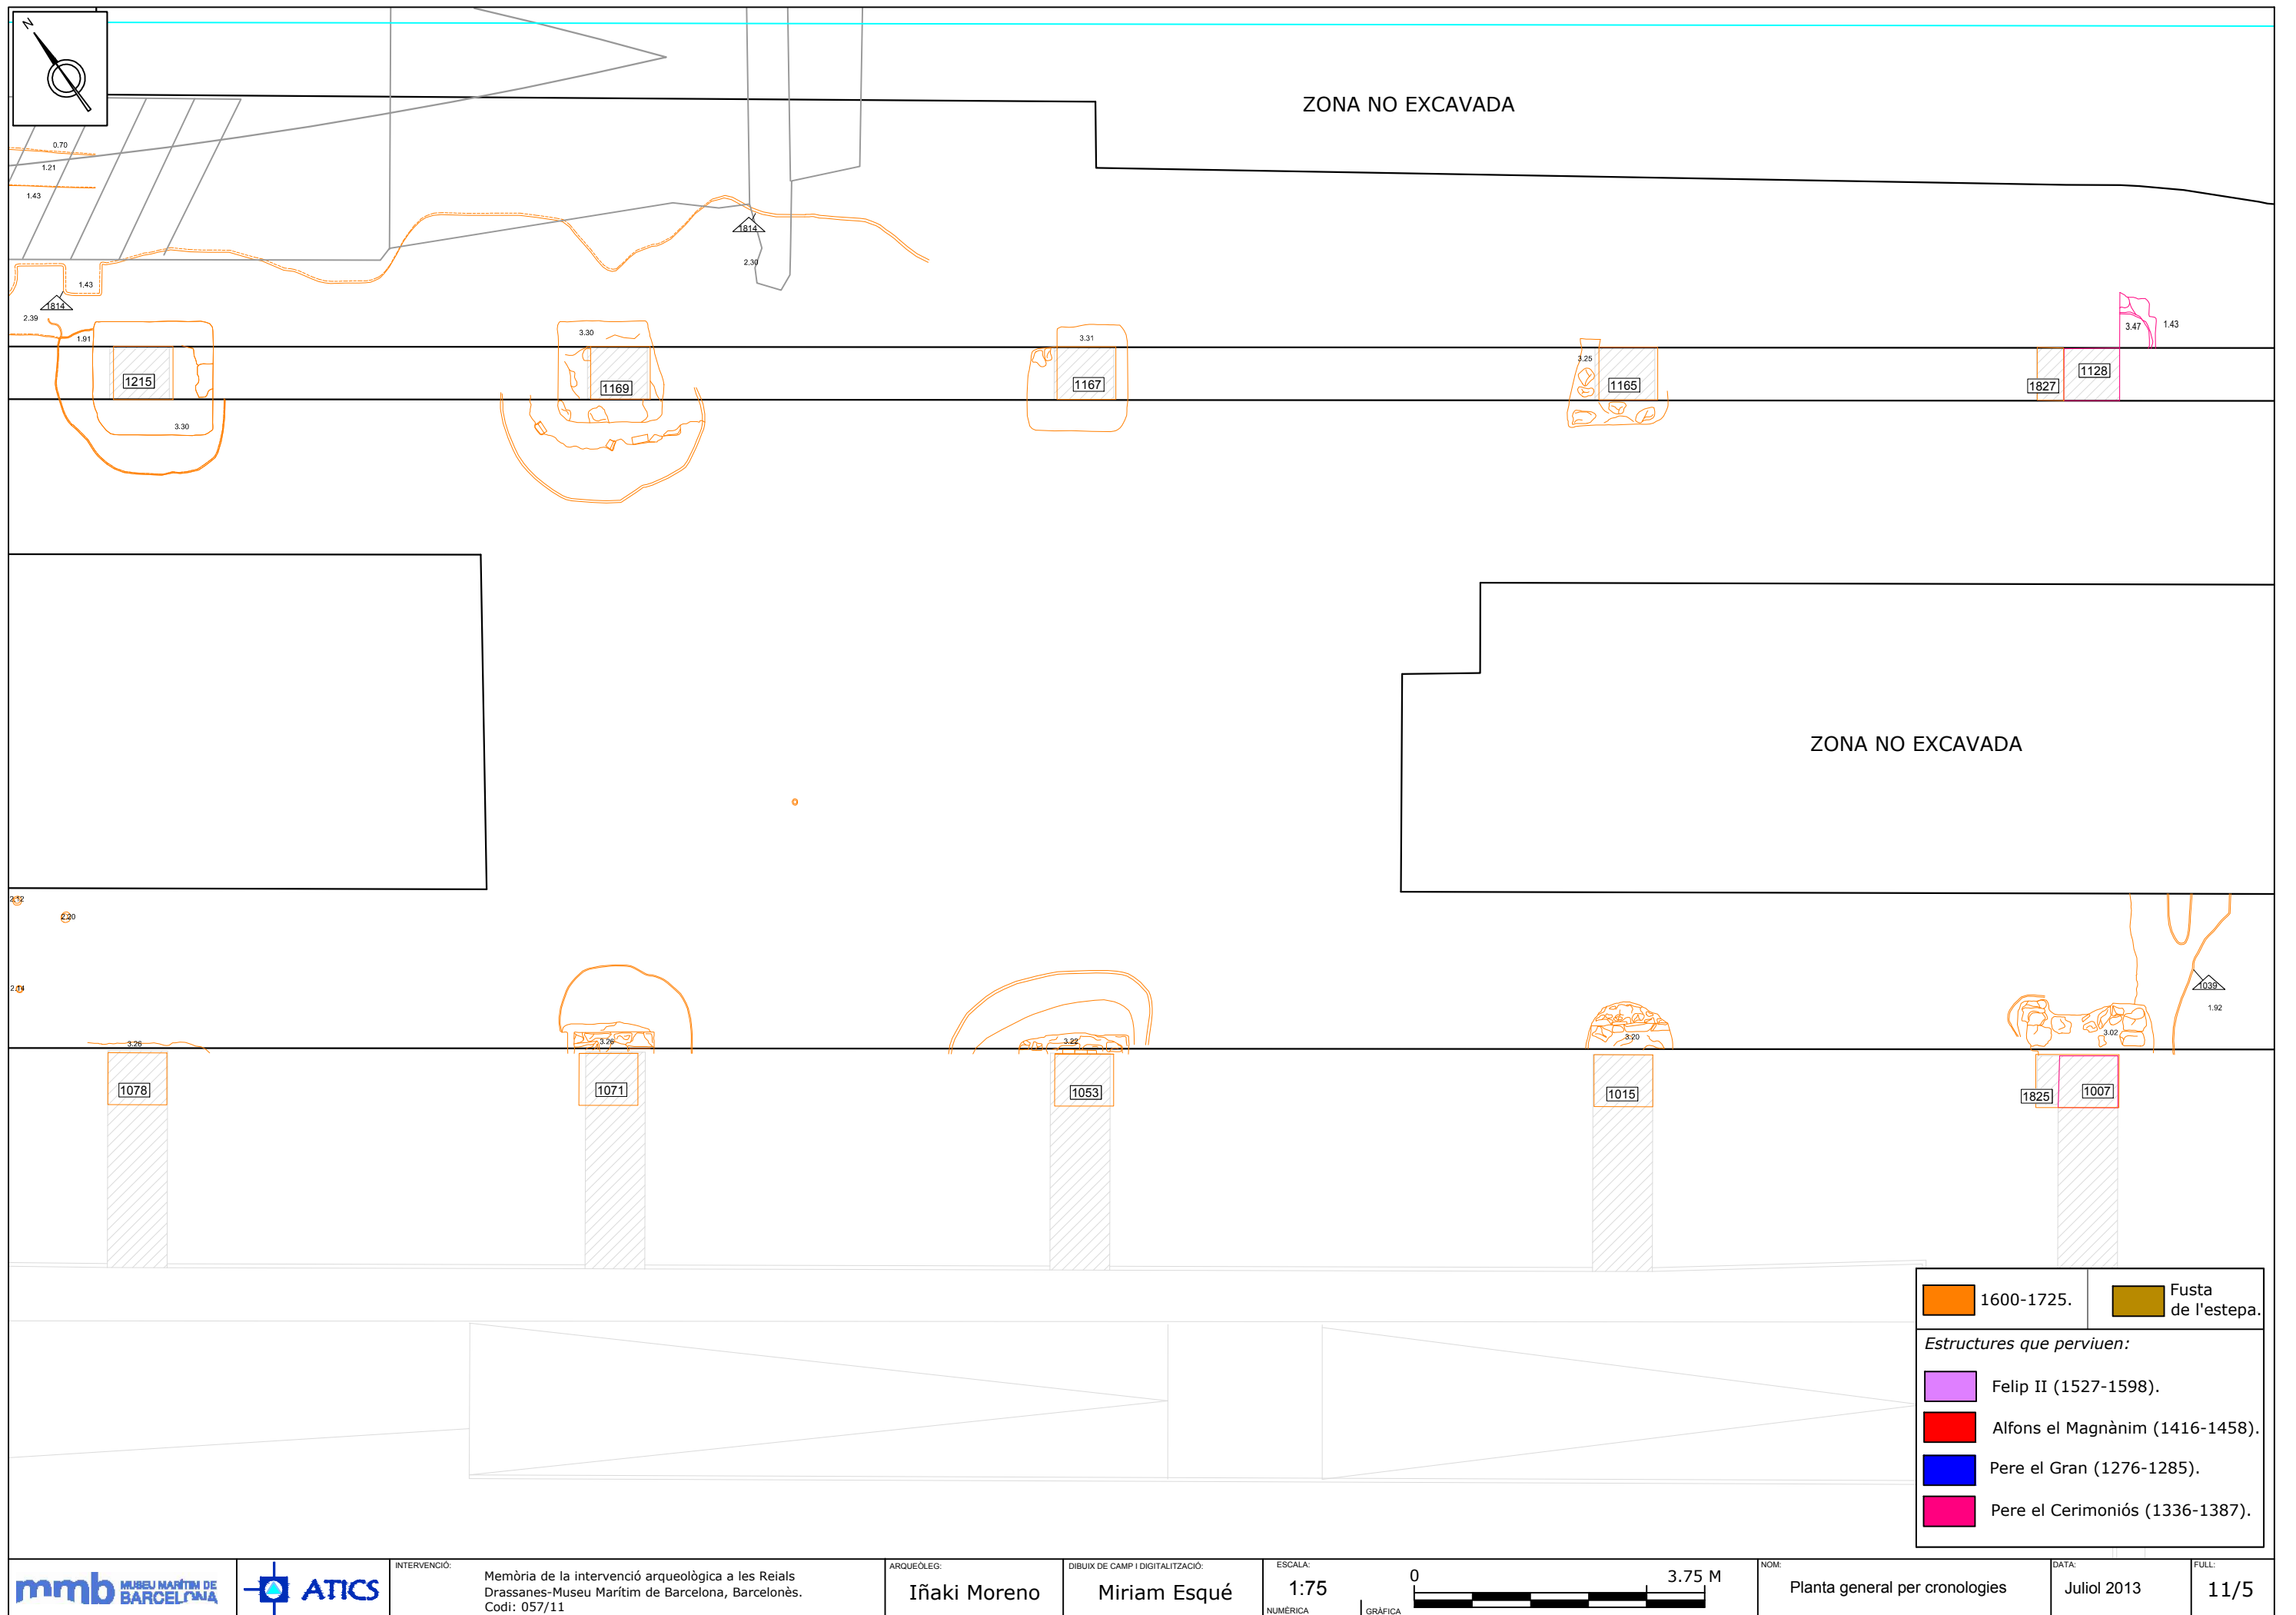 N
ZONA NO EXCAVADA
0.70
1.21
1.43
1814
2.30
1.43
1814
2.39
1.91
3.30
3.31
3.25
3.47
1.43
1215
1169
1167
1165
1827
1128
3.30
ZONA NO EXCAVADA
2.12
2.20
2.14
1039
1.92
3.26
3.26
3.22
3.20
3.02
1078
1071
1053
1015
1825
1007
1600-1725.
Fusta
de l'estepa.
Estructures que perviuen:
Felip II (1527-1598).
Alfons el Magnànim (1416-1458).
Pere el Gran (1276-1285).
Pere el Cerimoniós (1336-1387).
mmb MUSEU MARÍTIM DE
BARCELONA
ATICS
INTERVENCIÓ:
Memòria de la intervenció arqueològica a les Reials
Drassanes-Museu Marítim de Barcelona, Barcelonès.
Codi: 057/11
ARQUEÒLEG:
Iñaki Moreno
DIBUIX DE CAMP I DIGITALITZACIÓ:
Miriam Esqué
ESCALA:
1:75
NUMÈRICA
GRÀFICA
0
3.75 M
NOM:
Planta general per cronologies
DATA:
Juliol 2013
FULL:
11/5